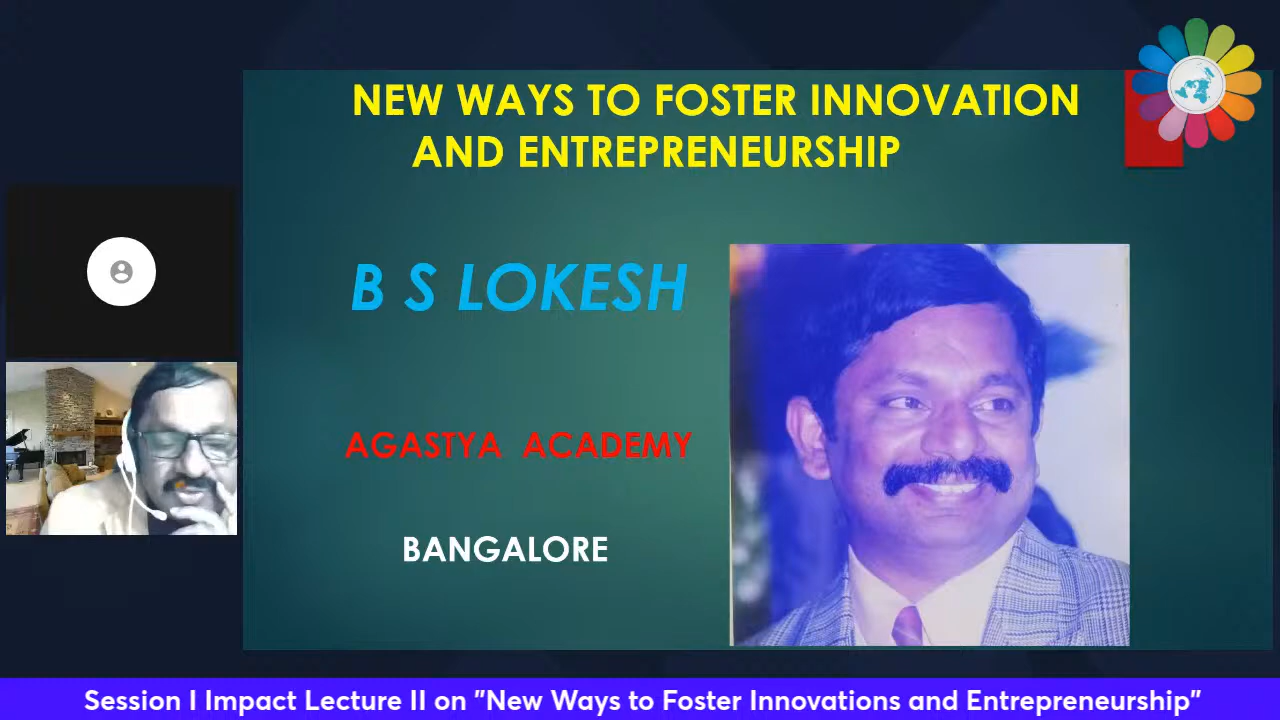 NEW WAYS TO FOSTER INNOVATION
AND ENTREPRENEURSHIP
B S LOKESH
AGASTYA ACADEMY
BANGALORE
Session I Impact Lecture II on "New Ways to Foster Innovations and Entrepreneurship"